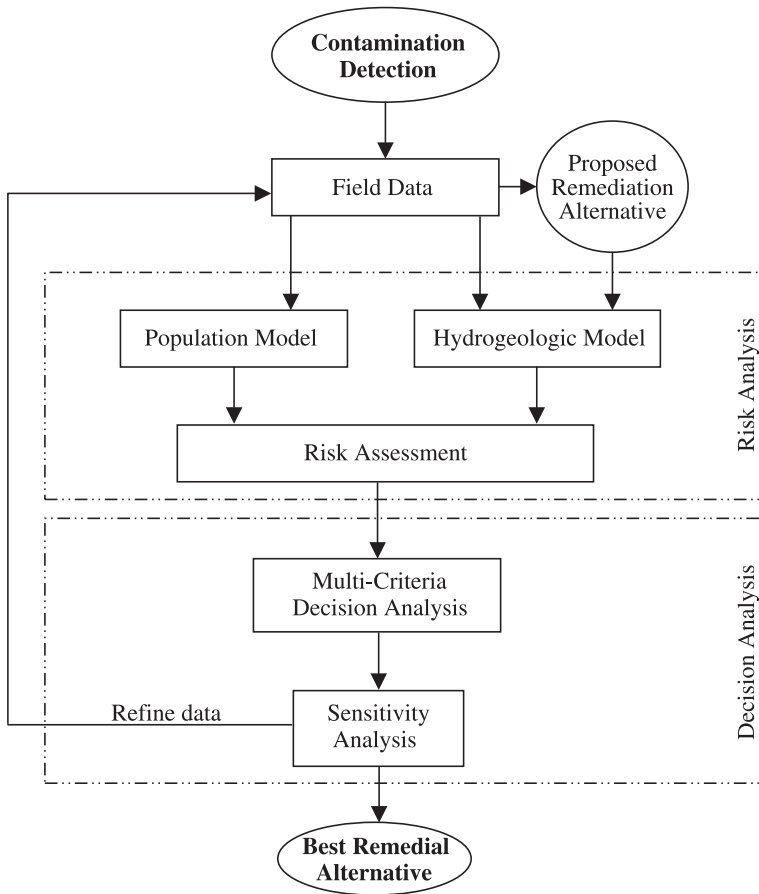 Contamination
Detection
Field Data
Proposed
Remediation
Alternative
Population Model
Hydrogeologic Model
Risk Assessment
Risk Analysis
Multi-Criteria
Decision Analysis
Refine data
Sensitivity
Analysis
Decision Analysis
Best Remedial
Alternative